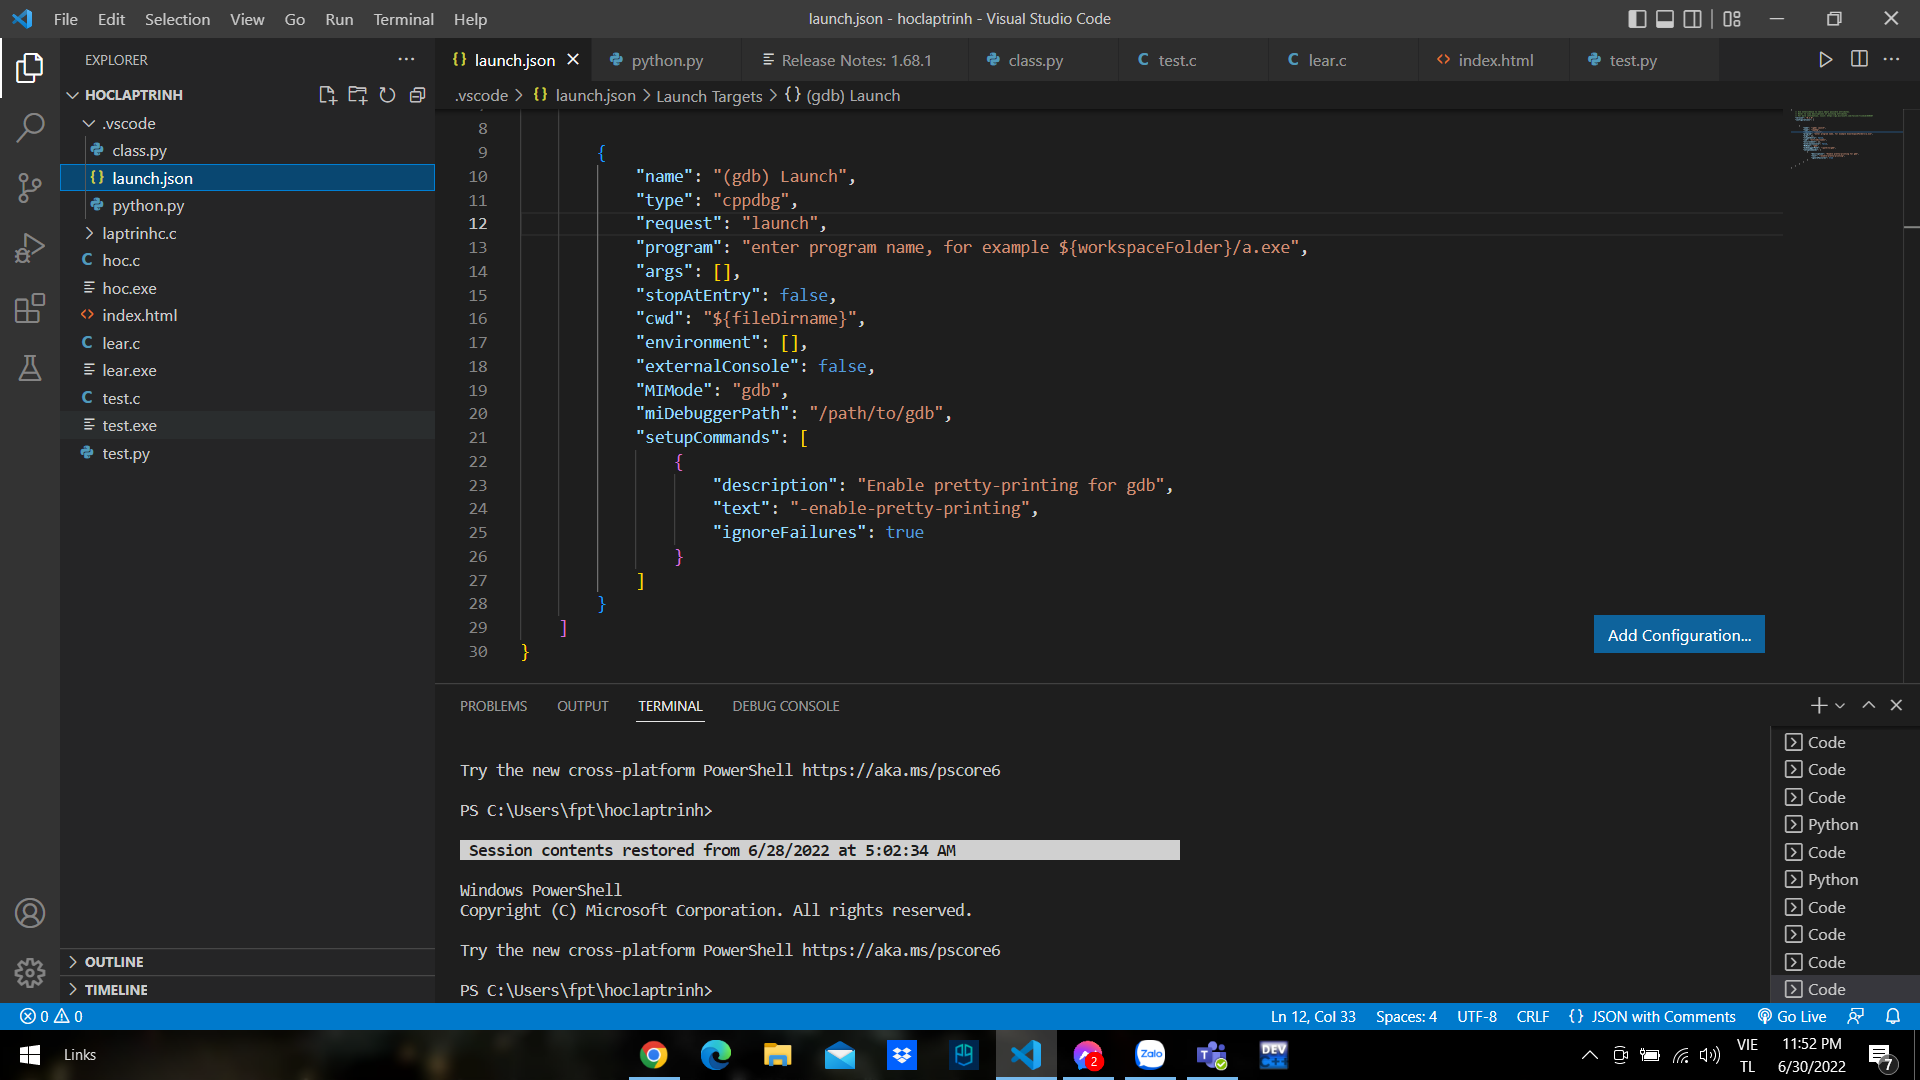 File Edit Selection View Go Run Terminal Help
launch.json - hoclaptrinh - Visual Studio Code
EXPLORER
HOCLAPTRINH
.vscode
class.py
launch.json
python.py
laptrinhc.c
hoc.c
hoc.exe
index.html
lear.c
lear.exe
test.c
test.exe
test.py
OUTLINE
TIMELINE
launch.json python.py Release Notes: 1.68.1 class.py test.c lear.c index.html test.py
.vscode > {} launch.json > Launch Targets > {} (gdb) Launch
8
9 {
10 "name": "(gdb) Launch",
11 "type": "cppdbg",
12 "request": "launch",
13 "program": "enter program name, for example ${workspaceFolder}/a.exe",
14 "args": [],
15 "stopAtEntry": false,
16 "cwd": "${fileDirname}",
17 "environment": [],
18 "externalConsole": false,
19 "MIMode": "gdb",
20 "miDebuggerPath": "/path/to/gdb",
21 "setupCommands": [
22 {
23 "description": "Enable pretty-printing for gdb",
24 "text": "-enable-pretty-printing",
25 "ignoreFailures": true
26 }
27 ]
28 }
29 ]
30 }
Add Configuration...
PROBLEMS OUTPUT TERMINAL DEBUG CONSOLE
Try the new cross-platform PowerShell https://aka.ms/pscore6
PS C:\Users\fpt\hoclaptrinh>
Session contents restored from 6/28/2022 at 5:02:34 AM
Windows PowerShell
Copyright (C) Microsoft Corporation. All rights reserved.
Try the new cross-platform PowerShell https://aka.ms/pscore6
PS C:\Users\fpt\hoclaptrinh>
Code
Code
Code
Python
Code
Python
Code
Code
Code
Code
0 0 Ln 12, Col 33 Spaces: 4 UTF-8 CRLF {} JSON with Comments Go Live
Links
2
Zalo
DEV
C++
VIE
TL
11:52 PM
6/30/2022
7